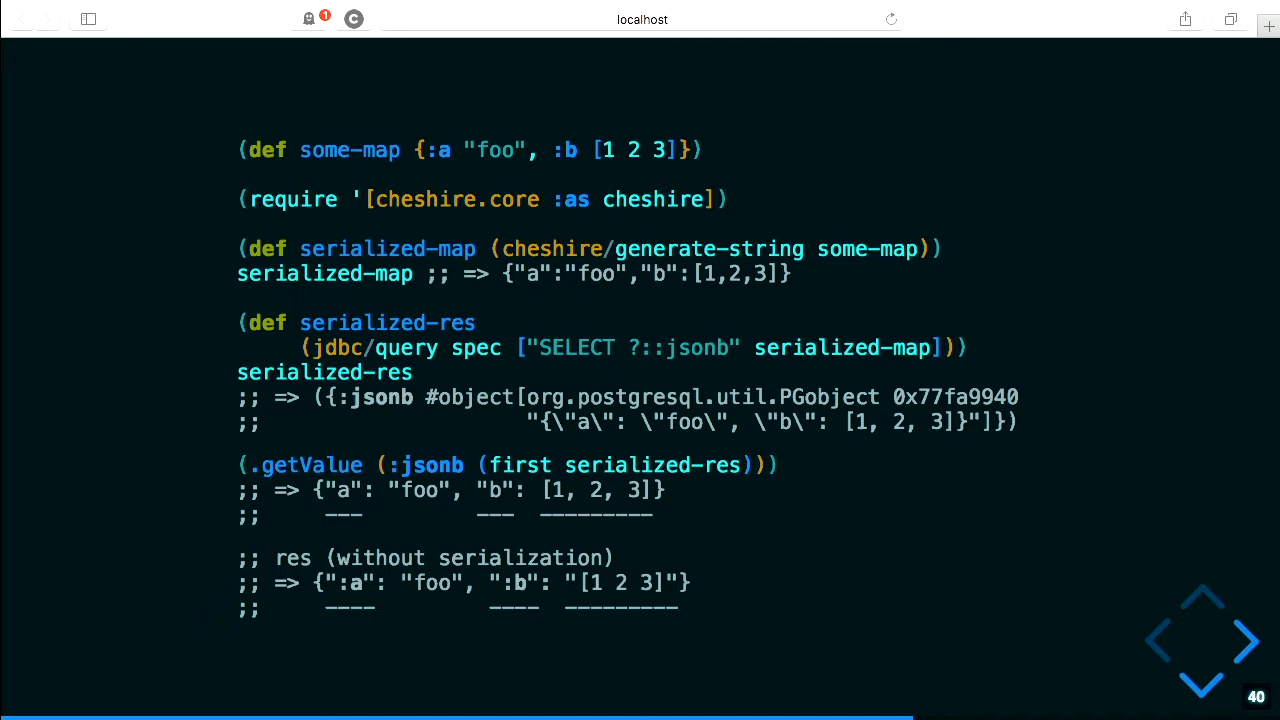 1
C
localhost
(def some-map {:a "foo", :b [1 2 3]})
(require '[cheshire.core :as cheshire])
(def serialized-map (cheshire/generate-string some-map))
serialized-map ;; => {"a":"foo","b":[1,2,3]}
(def serialized-res
(jdbc/query spec ["SELECT ?::jsonb" serialized-map]))
serialized-res
;; => ({:jsonb #object[org.postgresql.util.PGobject 0x77fa9940
;; "{\"a\": \"foo\", \"b\": [1, 2, 3]}"]})
(.getValue (:jsonb (first serialized-res)))
;; => {"a": "foo", "b": [1, 2, 3]}
;; ––– ––– –––––––––
;; res (without serialization)
;; => {":a": "foo", ":b": "[1 2 3]"}
;; –––– –––– –––––––––
40